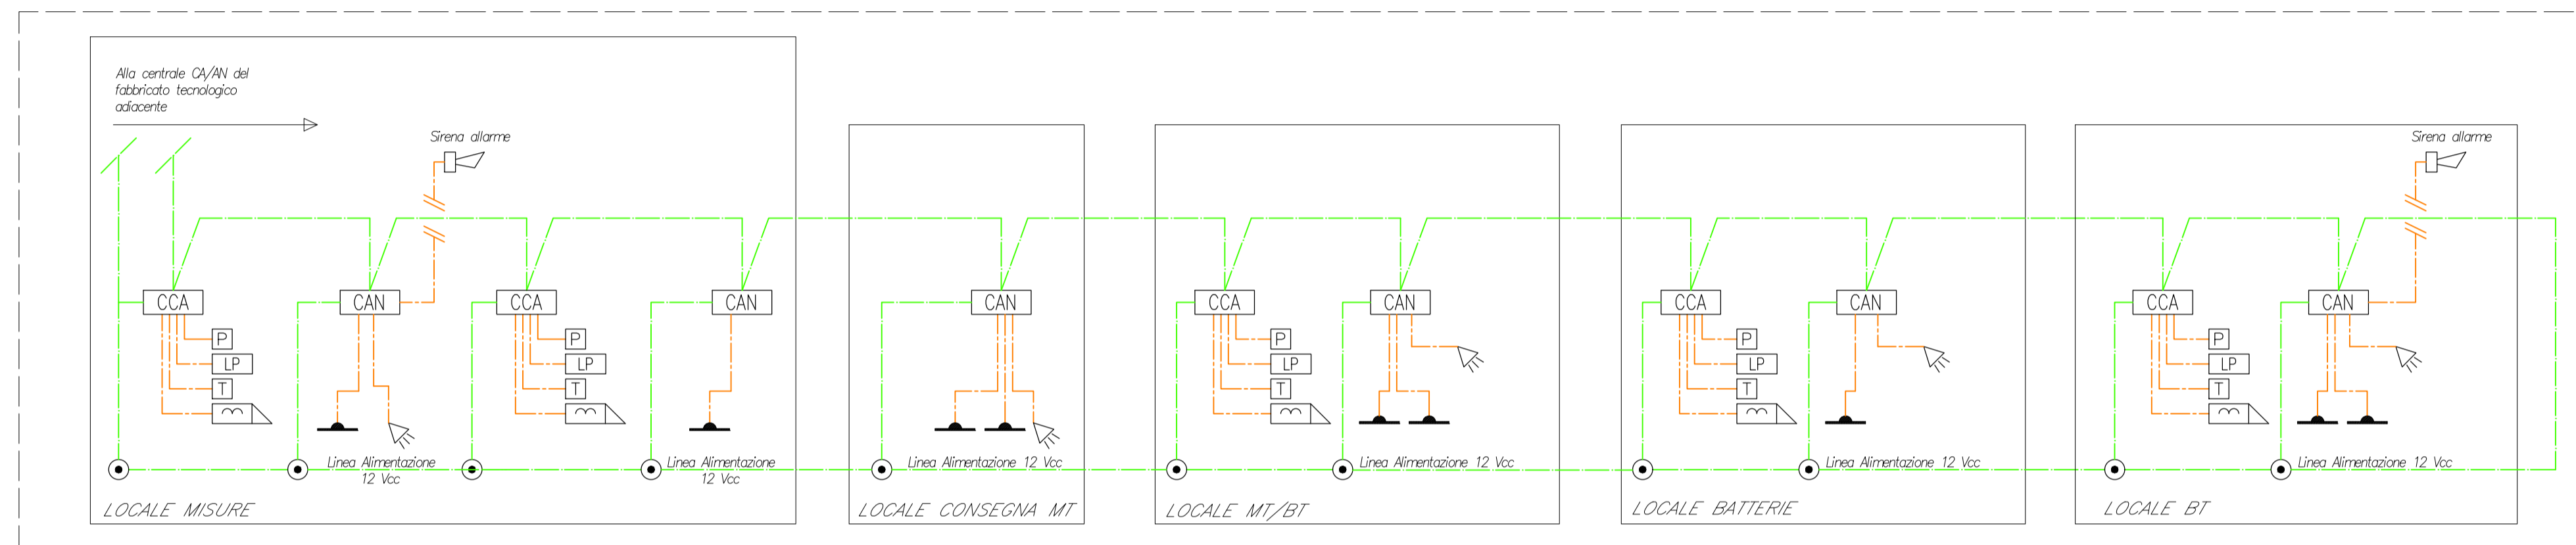 Alla centrale CA/AN del
fabbricato tecnologico
adiacente
Sirena allarme
CCA
CAN
CCA
CAN
P
LP
T
P
LP
T
Linea Alimentazione
12 Vcc
Linea Alimentazione
12 Vcc
LOCALE MISURE
CAN
Linea Alimentazione 12 Vcc
LOCALE CONSEGNA MT
CCA
CAN
P
LP
T
Linea Alimentazione 12 Vcc
LOCALE MT/BT
CCA
CAN
P
LP
T
Linea Alimentazione 12 Vcc
LOCALE BATTERIE
Sirena allarme
CCA
CAN
P
LP
T
Linea Alimentazione 12 Vcc
LOCALE BT